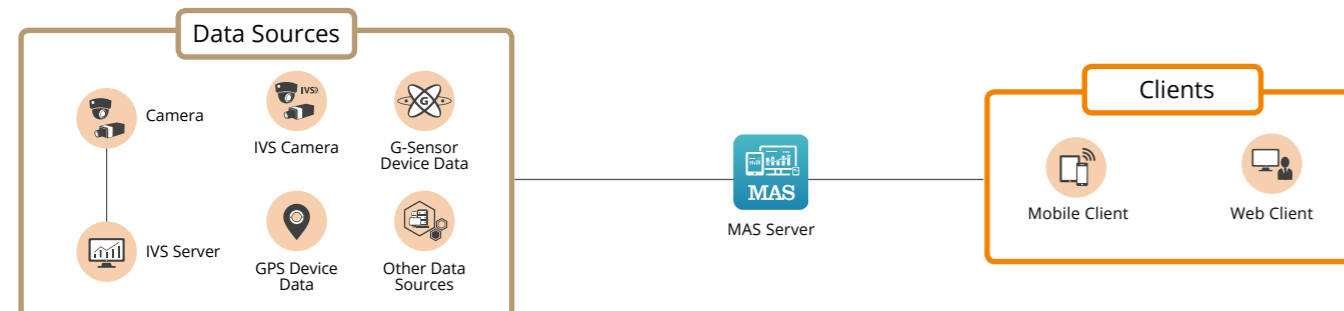 Data Sources
Camera
IVS
IVS Camera
G
G-Sensor
Device Data
IVS Server
GPS Device
Data
Other Data
Sources
MAS
MAS Server
Clients
Mobile Client
Web Client